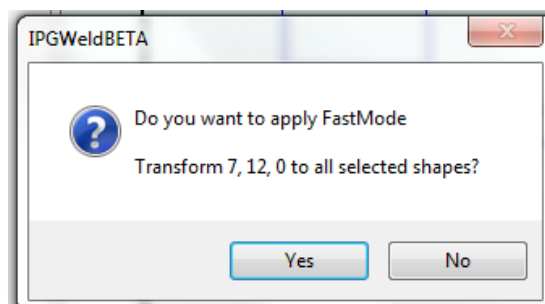 IPGWeldBETA
Do you want to apply FastMode
Transform 7, 12, 0 to all selected shapes?
Yes
No